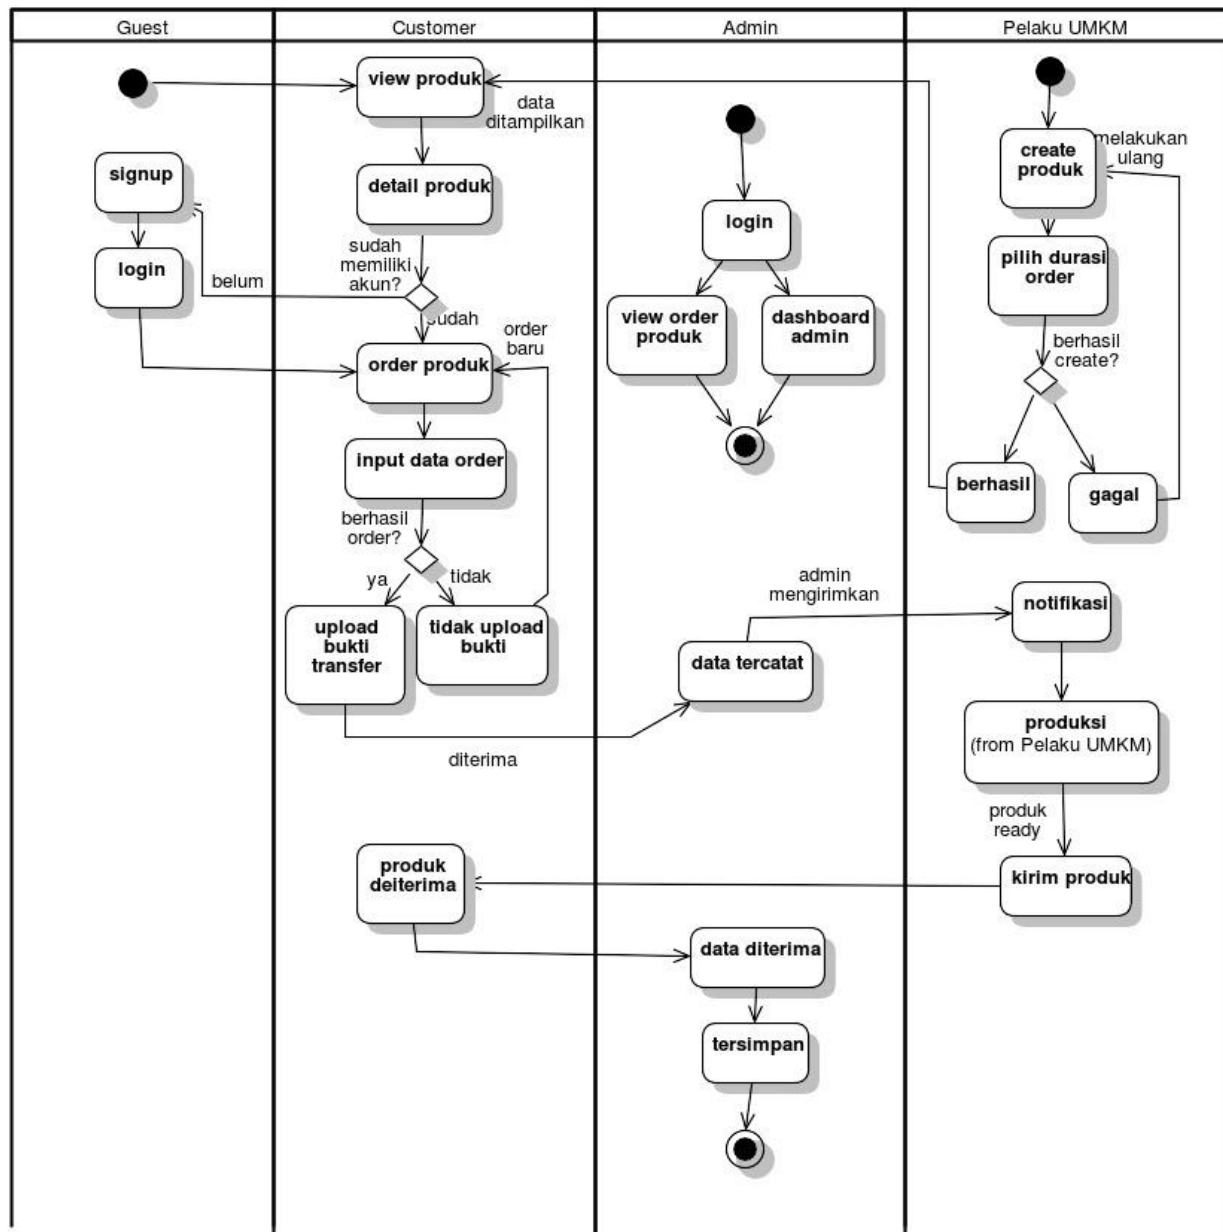 Guest
Customer
Admin
Pelaku UMKM
view produk
data
ditampilkan
signup
detail produk
create
produk
melakukan
ulang
login
login
pilih durasi
order
sudah
memiliki
akun?
belum
sudah
order
baru
view order
produk
dashboard
admin
berhasil
create?
order produk
input data order
berhasil
gagal
berhasil
order?
ya
tidak
upload
bukti
transfer
tidak upload
bukti
admin
mengirimkan
notifikasi
data tercatat
diterima
produksi
(from Pelaku UMKM)
produk
ready
produk
deiterima
kirim produk
data diterima
tersimpan